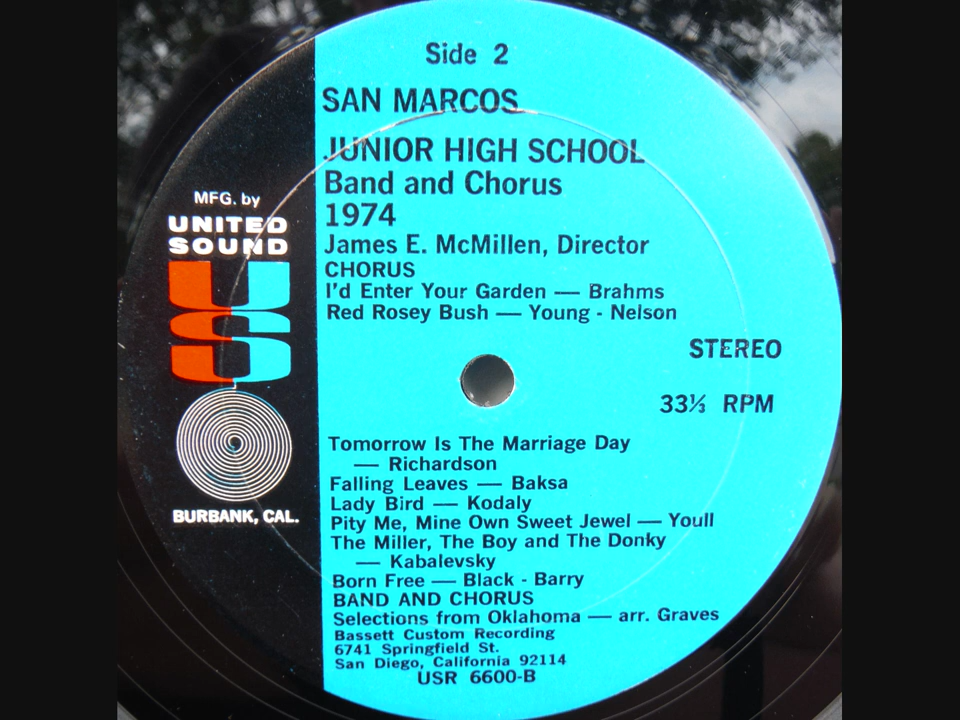 Side 2
SAN MARCOS
JUNIOR HIGH SCHOOL
Band and Chorus
1974
James E. McMillen, Director
CHORUS
I'd Enter Your Garden — Brahms
Red Rosey Bush — Young - Nelson
STEREO
33⅓ RPM
Tomorrow Is The Marriage Day
— Richardson
Falling Leaves — Baksa
Lady Bird — Kodaly
Pity Me, Mine Own Sweet Jewel — Youll
The Miller, The Boy and The Donky
— Kabalevsky
Born Free — Black - Barry
BAND AND CHORUS
Selections from Oklahoma — arr. Graves
Bassett Custom Recording
6741 Springfield St.
San Diego, California 92114
USR 6600-B
MFG. by
UNITED
SOUND
US
BURBANK, CAL.